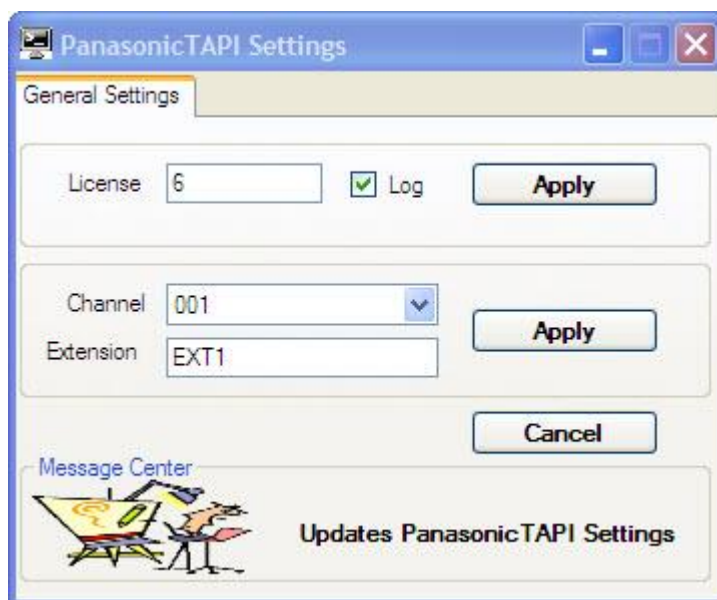 PanasonicTAPI Settings
General Settings
License 6 Log Apply
Channel 001
Extension EXT1
Apply
Cancel
Message Center
Updates PanasonicTAPI Settings